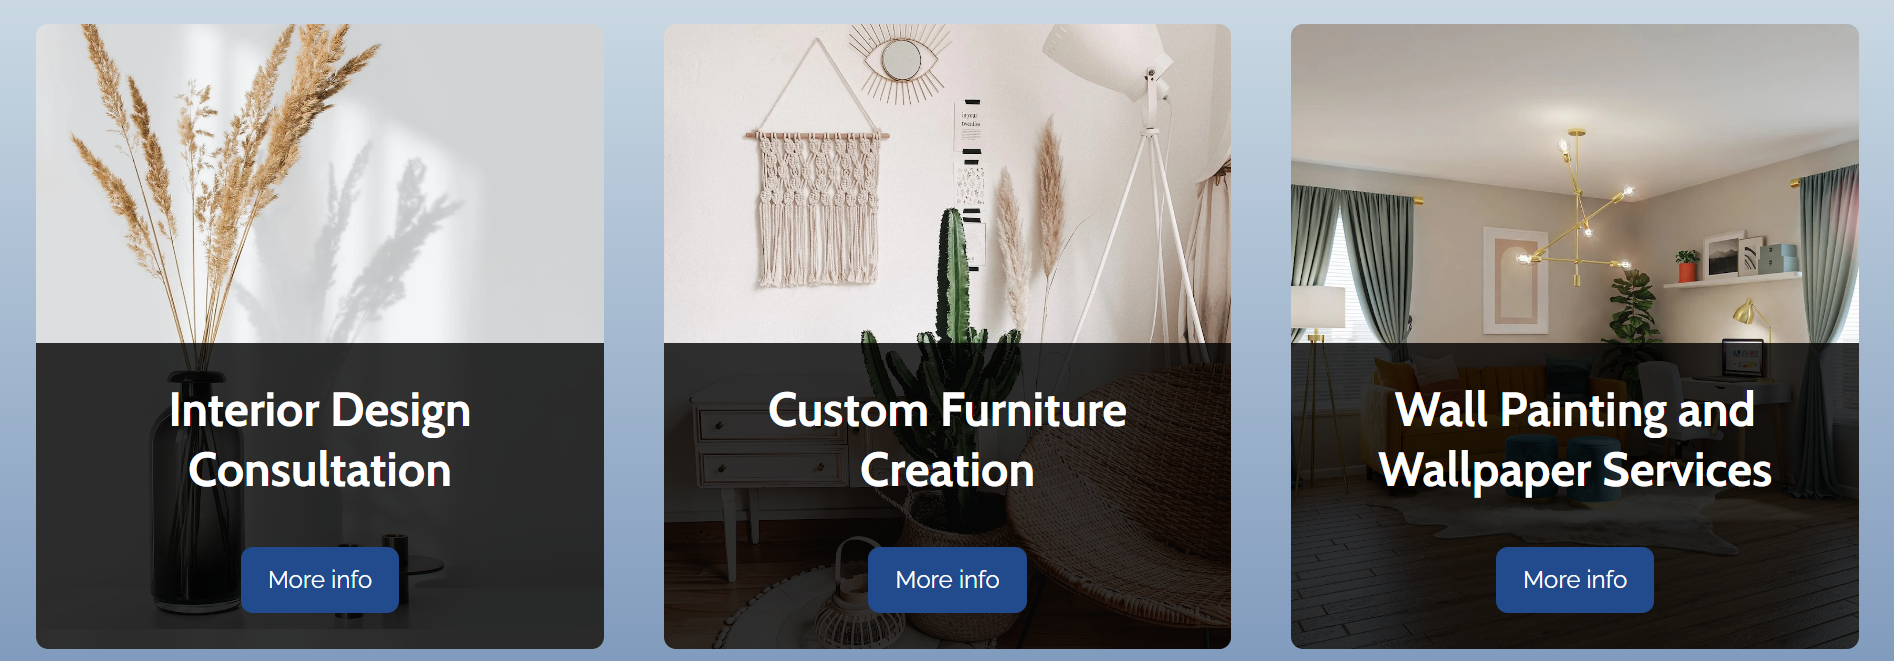 Interior Design
Consultation
More info
Custom Furniture
Creation
More info
Wall Painting and
Wallpaper Services
More info